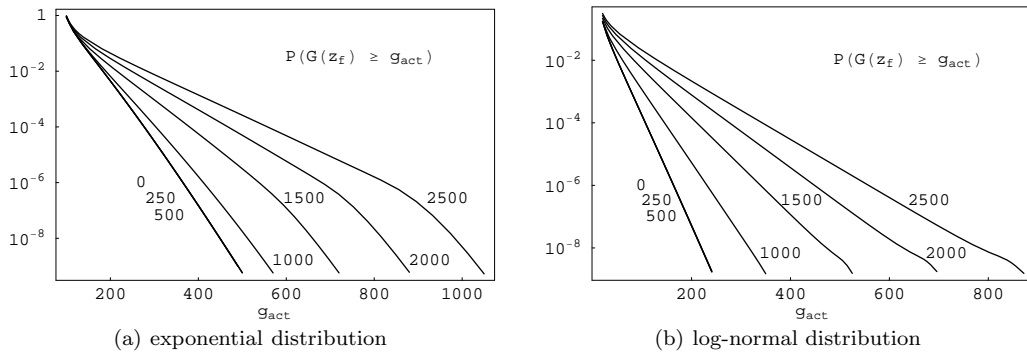 1
10⁻²
10⁻⁴
10⁻⁶
10⁻⁸
P(G(z_f) ≥ g_act)
0
250
500
1000
1500
2000
2500
200 400 600 800 1000
g_act
(a) exponential distribution
10⁻²
10⁻⁴
10⁻⁶
10⁻⁸
P(G(z_f) ≥ g_act)
0
250
500
1000
1500
2000
2500
200 400 600 800
g_act
(b) log-normal distribution